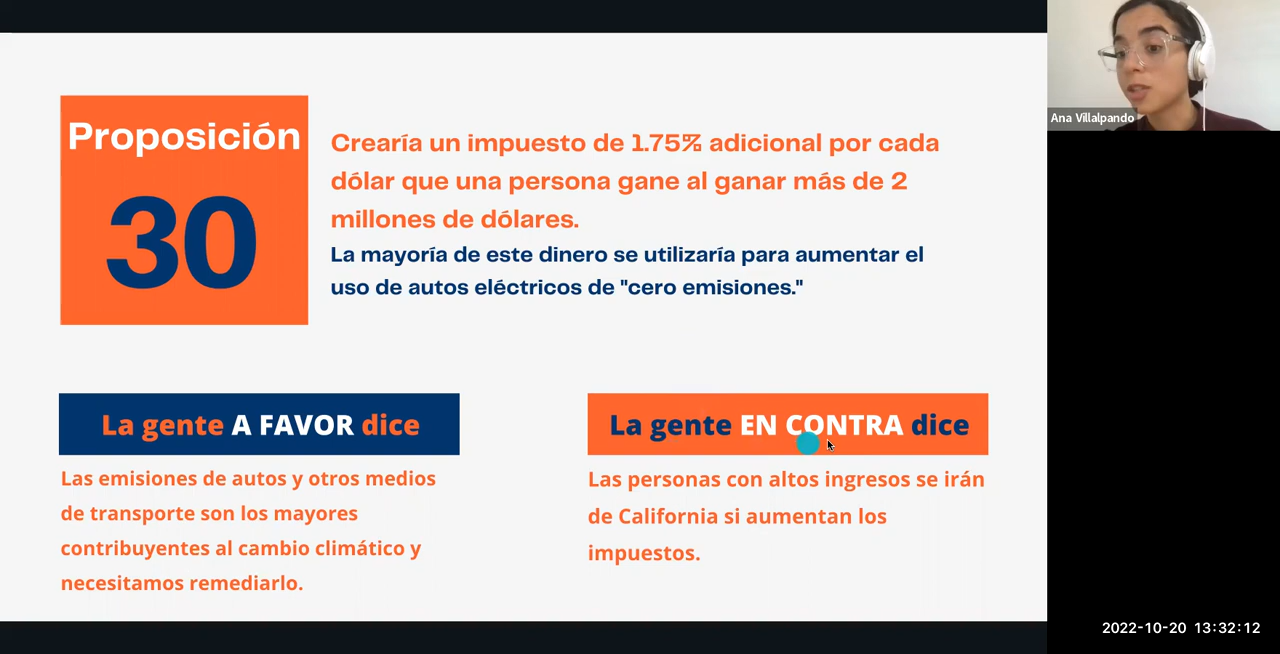 Proposición
30
Crearía un impuesto de 1.75% adicional por cada
dólar que una persona gane al ganar más de 2
millones de dólares.
La mayoría de este dinero se utilizaría para aumentar el
uso de autos eléctricos de "cero emisiones."
La gente A FAVOR dice
Las emisiones de autos y otros medios
de transporte son los mayores
contribuyentes al cambio climático y
necesitamos remediarlo.
La gente EN CONTRA dice
Las personas con altos ingresos se irán
de California si aumentan los
impuestos.
Ana Villalpando
2022-10-20 13:32:12